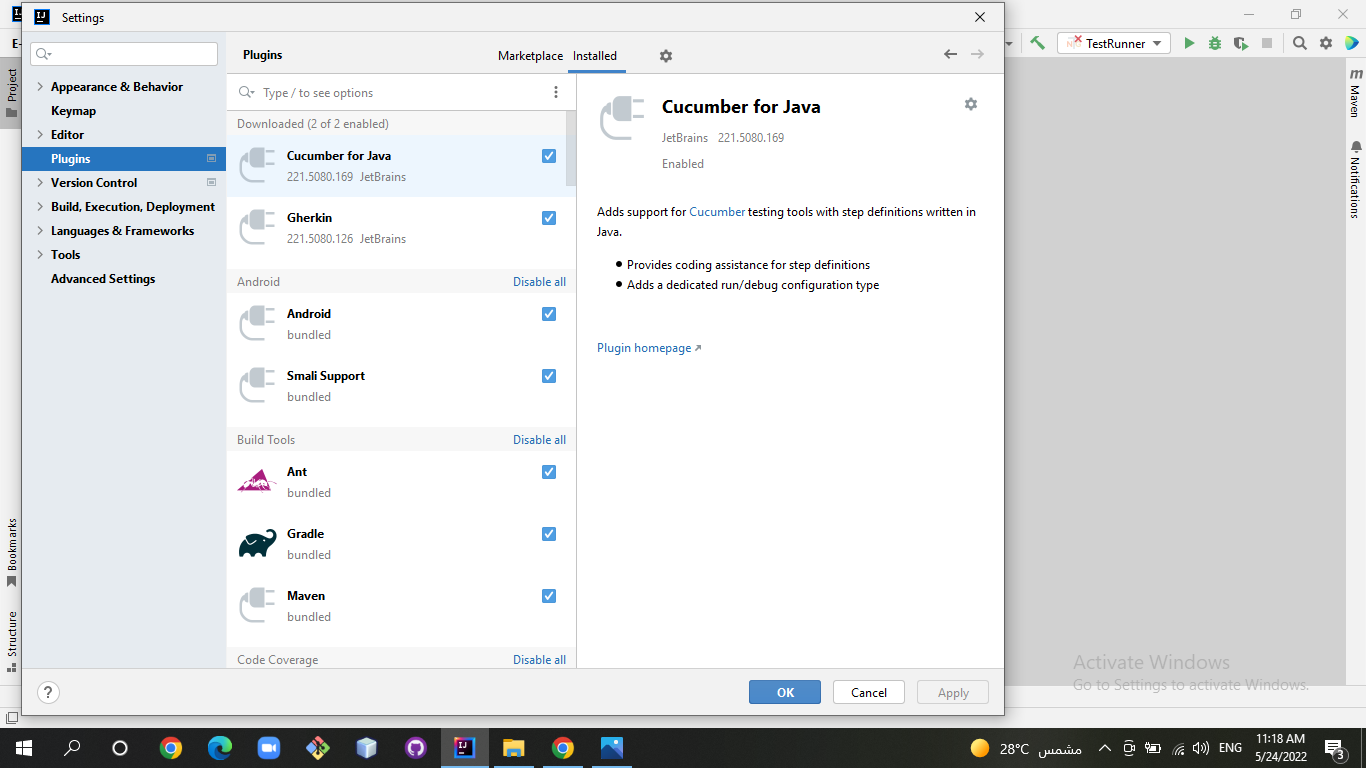 Settings
E-
TestRunner
Project
Bookmarks
Structure
Appearance & Behavior
Keymap
Editor
Plugins
Version Control
Build, Execution, Deployment
Languages & Frameworks
Tools
Advanced Settings
Plugins
Marketplace
Installed
Type / to see options
Downloaded (2 of 2 enabled)
Cucumber for Java
221.5080.169 JetBrains
Gherkin
221.5080.126 JetBrains
Android
Disable all
Android
bundled
Smali Support
bundled
Build Tools
Disable all
Ant
bundled
Gradle
bundled
Maven
bundled
Code Coverage
Disable all
Cucumber for Java
JetBrains 221.5080.169
Enabled
Adds support for Cucumber testing tools with step definitions written in
Java.
● Provides coding assistance for step definitions
● Adds a dedicated run/debug configuration type
Plugin homepage ↗
?
OK
Cancel
Apply
m
Maven
Notifications
Activate Windows
Go to Settings to activate Windows.
28°C مشمس
ENG
11:18 AM
5/24/2022
3